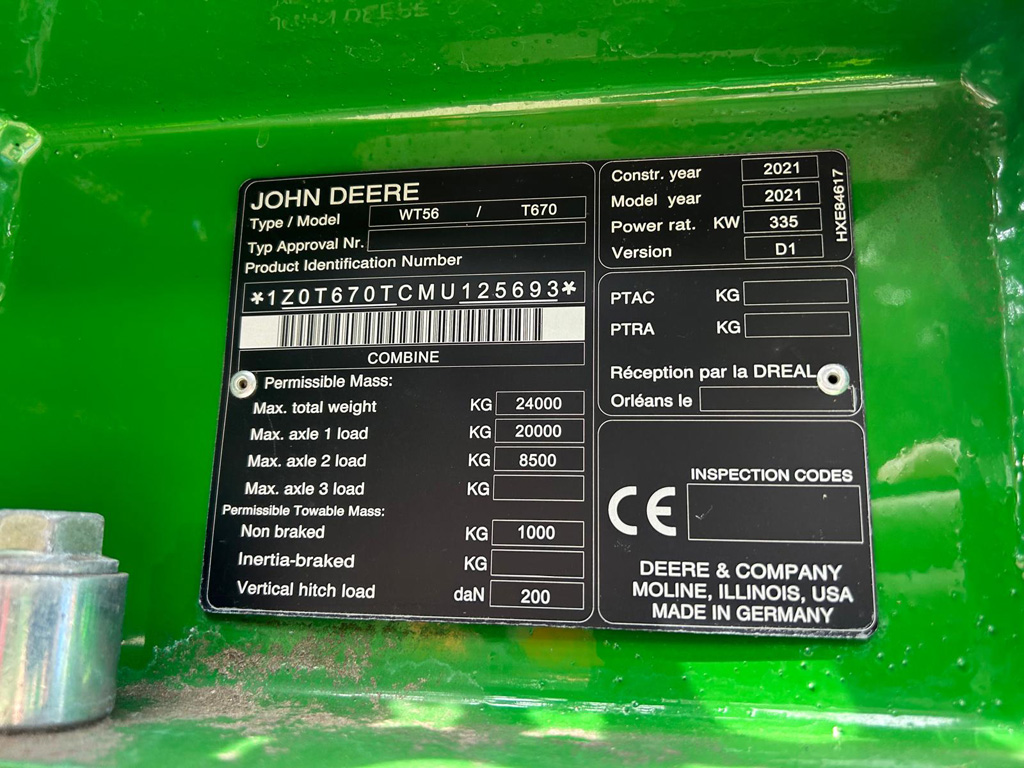 JOHN DEERE
Type / Model WT56 / T670
Typ Approval Nr.
Product Identification Number
*1Z0T670TCMU125693*
COMBINE
Permissible Mass:
Max. total weight KG 24000
Max. axle 1 load KG 20000
Max. axle 2 load KG 8500
Max. axle 3 load KG
Permissible Towable Mass:
Non braked KG 1000
Inertia-braked KG
Vertical hitch load daN 200
Constr. year 2021
Model year 2021
Power rat. KW 335
Version D1
HXE84617
PTAC KG
PTRA KG
Réception par la DREAL
Orléans le
INSPECTION CODES
CE
DEERE & COMPANY
MOLINE, ILLINOIS, USA
MADE IN GERMANY